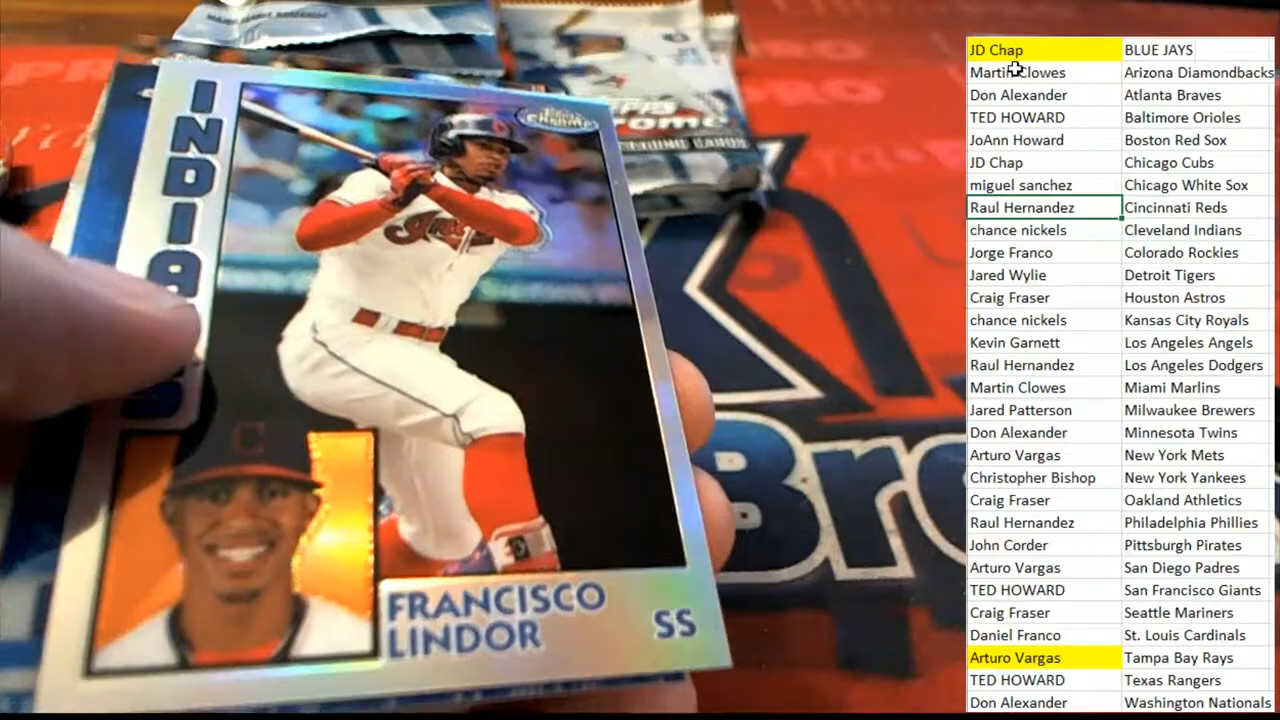 INDIA
Topps Chrome
FRANCISCO
LINDOR
SS
Indians
C
PRO
Bro
JD Chap BLUE JAYS
Martin Clowes Arizona Diamondbacks
Don Alexander Atlanta Braves
TED HOWARD Baltimore Orioles
JoAnn Howard Boston Red Sox
JD Chap Chicago Cubs
miguel sanchez Chicago White Sox
Raul Hernandez Cincinnati Reds
chance nickels Cleveland Indians
Jorge Franco Colorado Rockies
Jared Wylie Detroit Tigers
Craig Fraser Houston Astros
chance nickels Kansas City Royals
Kevin Garnett Los Angeles Angels
Raul Hernandez Los Angeles Dodgers
Martin Clowes Miami Marlins
Jared Patterson Milwaukee Brewers
Don Alexander Minnesota Twins
Arturo Vargas New York Mets
Christopher Bishop New York Yankees
Craig Fraser Oakland Athletics
Raul Hernandez Philadelphia Phillies
John Corder Pittsburgh Pirates
Arturo Vargas San Diego Padres
TED HOWARD San Francisco Giants
Craig Fraser Seattle Mariners
Daniel Franco St. Louis Cardinals
Arturo Vargas Tampa Bay Rays
TED HOWARD Texas Rangers
Don Alexander Washington Nationals